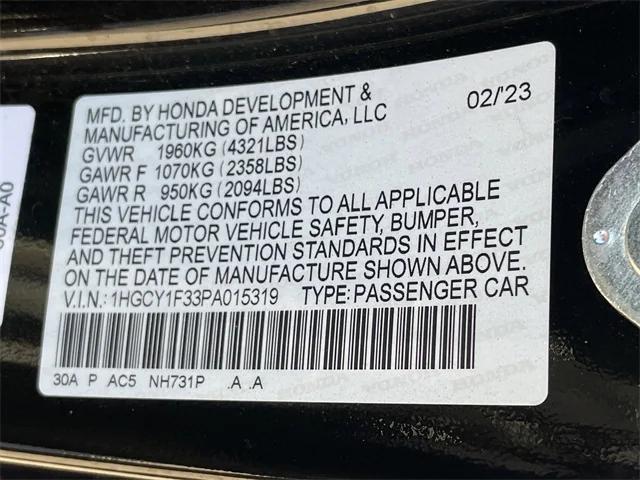 MFD. BY HONDA DEVELOPMENT &
MANUFACTURING OF AMERICA, LLC 02/'23
GVWR 1960KG (4321LBS)
GAWR F 1070KG (2358LBS)
GAWR R 950KG (2094LBS)
THIS VEHICLE CONFORMS TO ALL APPLICABLE
FEDERAL MOTOR VEHICLE SAFETY, BUMPER,
AND THEFT PREVENTION STANDARDS IN EFFECT
ON THE DATE OF MANUFACTURE SHOWN ABOVE.
V.I.N.: 1HGCY1F33PA015319 TYPE: PASSENGER CAR
30A P AC5 NH731P .A .A